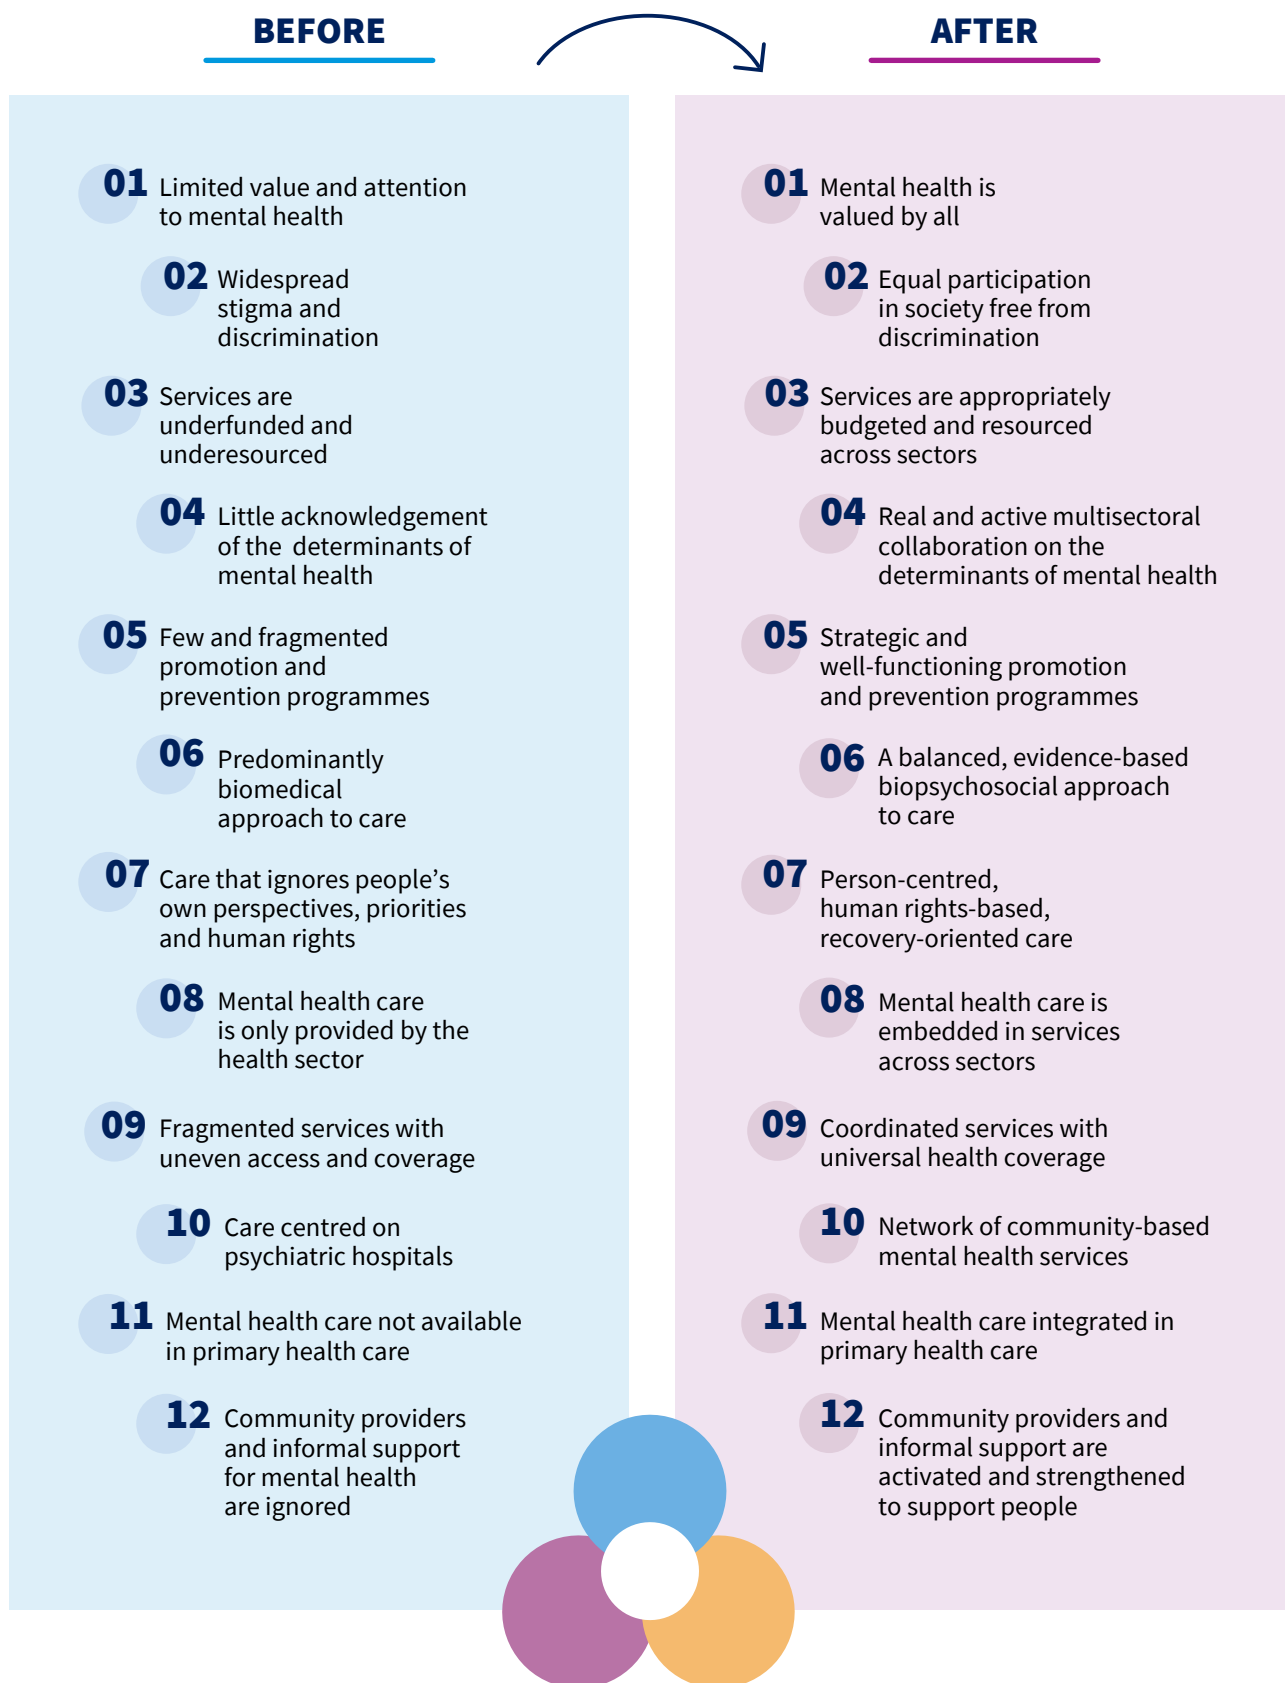 BEFORE
01 Limited value and attention
to mental health
02 Widespread
stigma and
discrimination
03 Services are
underfunded and
underesourced
04 Little acknowledgement
of the determinants of
mental health
05 Few and fragmented
promotion and
prevention programmes
06 Predominantly
biomedical
approach to care
07 Care that ignores people’s
own perspectives, priorities
and human rights
08 Mental health care
is only provided by the
health sector
09 Fragmented services with
uneven access and coverage
10 Care centred on
psychiatric hospitals
11 Mental health care not available
in primary health care
12 Community providers
and informal support
for mental health
are ignored
AFTER
01 Mental health is
valued by all
02 Equal participation
in society free from
discrimination
03 Services are appropriately
budgeted and resourced
across sectors
04 Real and active multisectoral
collaboration on the
determinants of mental health
05 Strategic and
well-functioning promotion
and prevention programmes
06 A balanced, evidence-based
biopsychosocial approach
to care
07 Person-centred,
human rights-based,
recovery-oriented care
08 Mental health care is
embedded in services
across sectors
09 Coordinated services with
universal health coverage
10 Network of community-based
mental health services
11 Mental health care integrated in
primary health care
12 Community providers and
informal support are
activated and strengthened
to support people